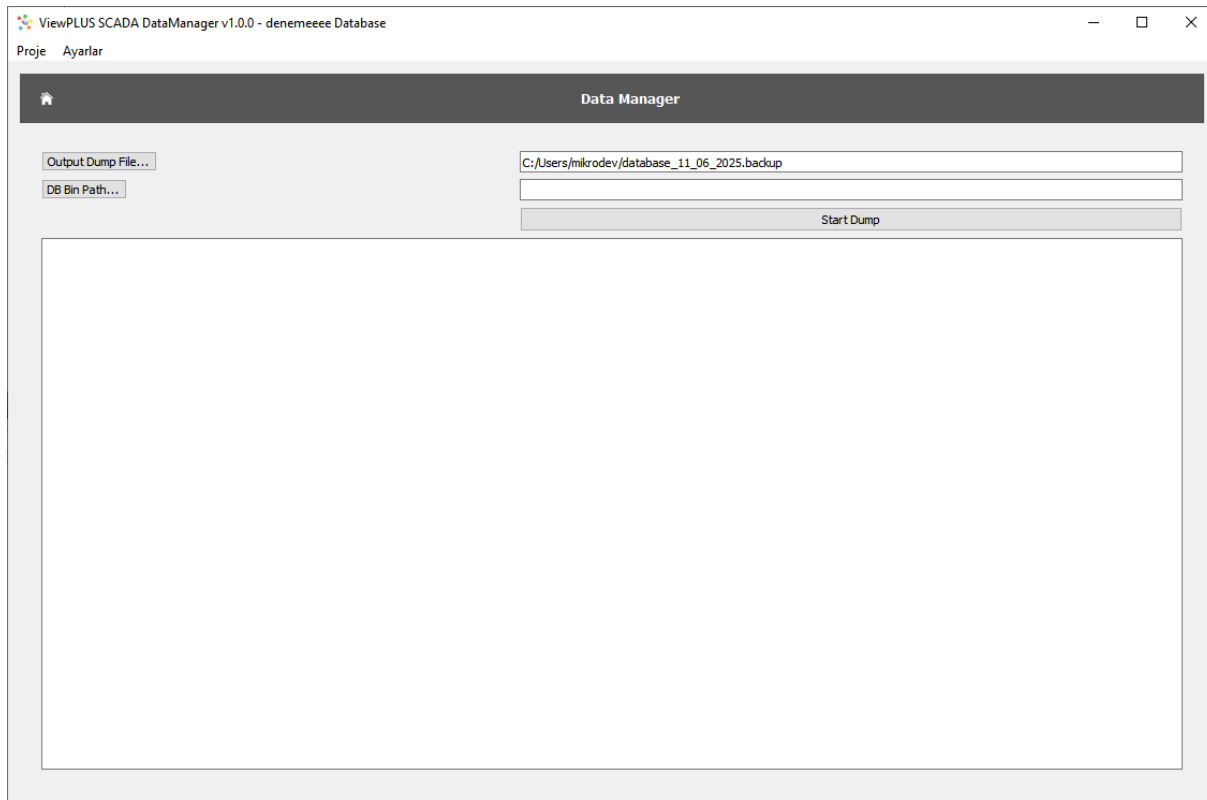 ViewPLUS SCADA DataManager v1.0.0 - denemeeee Database
Proje Ayarlar
Data Manager
Output Dump File... C:/Users/mikrodev/database_11_06_2025.backup
DB Bin Path...
Start Dump